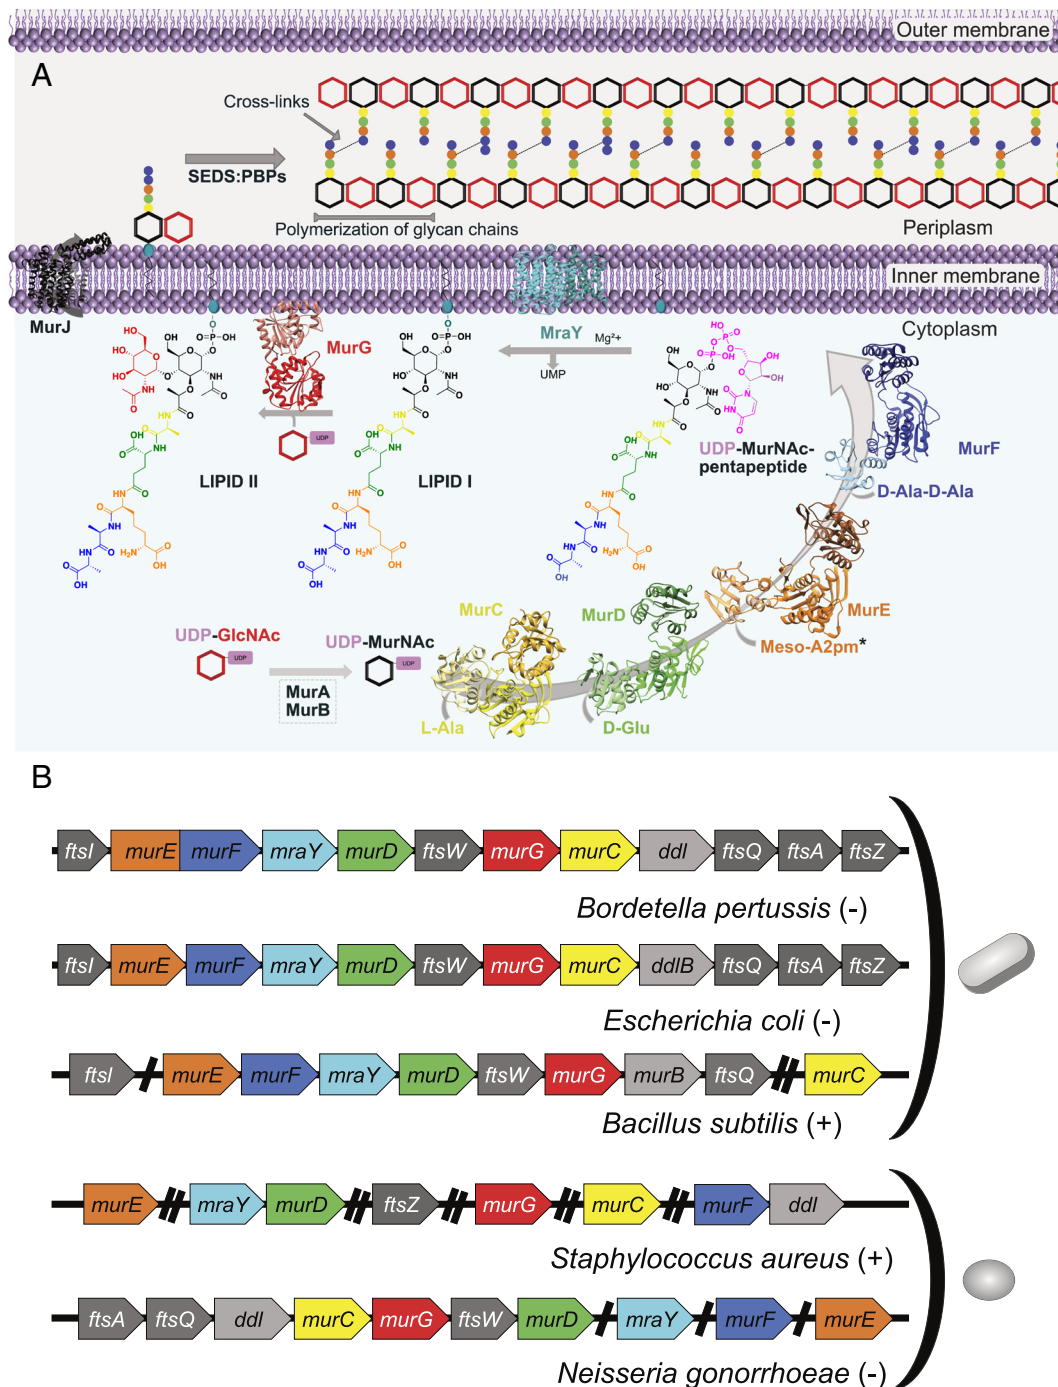 Outer membrane
A
Cross-links
SEDS:PBPs
Polymerization of glycan chains
Periplasm
Inner membrane
MurJ
MurG
MraY
Mg²⁺
UMP
Cytoplasm
UDP
LIPID II
LIPID I
UDP-MurNAc-
pentapeptide
MurF
D-Ala-D-Ala
MurE
Meso-A2pm*
MurD
MurC
UDP-GlcNAc
UDP
UDP-MurNAc
UDP
MurA
MurB
L-Ala
D-Glu
B
ftsI murE murF mraY murD ftsW murG murC ddl ftsQ ftsA ftsZ
Bordetella pertussis (-)
ftsI murE murF mraY murD ftsW murG murC ddlB ftsQ ftsA ftsZ
Escherichia coli (-)
ftsI murE murF mraY murD ftsW murG murB ftsQ murC
Bacillus subtilis (+)
murE mraY murD ftsZ murG murC murF ddl
Staphylococcus aureus (+)
ftsA ftsQ ddl murC murG ftsW murD mraY murF murE
Neisseria gonorrhoeae (-)